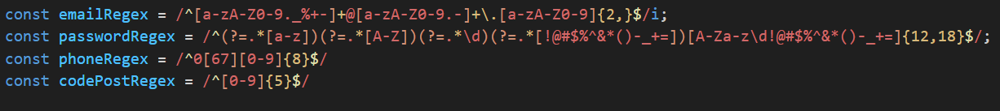 const emailRegex = /^[a-zA-Z0-9._%+-]+@[a-zA-Z0-9.-]+\.[a-zA-Z0-9]{2,}$/i;
const passwordRegex = /^(?=.*[a-z])(?=.*[A-Z])(?=.*\d)(?=.*[!@#$%^&*()-_+=])[A-Za-z\d!@#$%^&*()-_+=]{12,18}$/;
const phoneRegex = /^0[67][0-9]{8}$/
const codePostRegex = /^[0-9]{5}$/